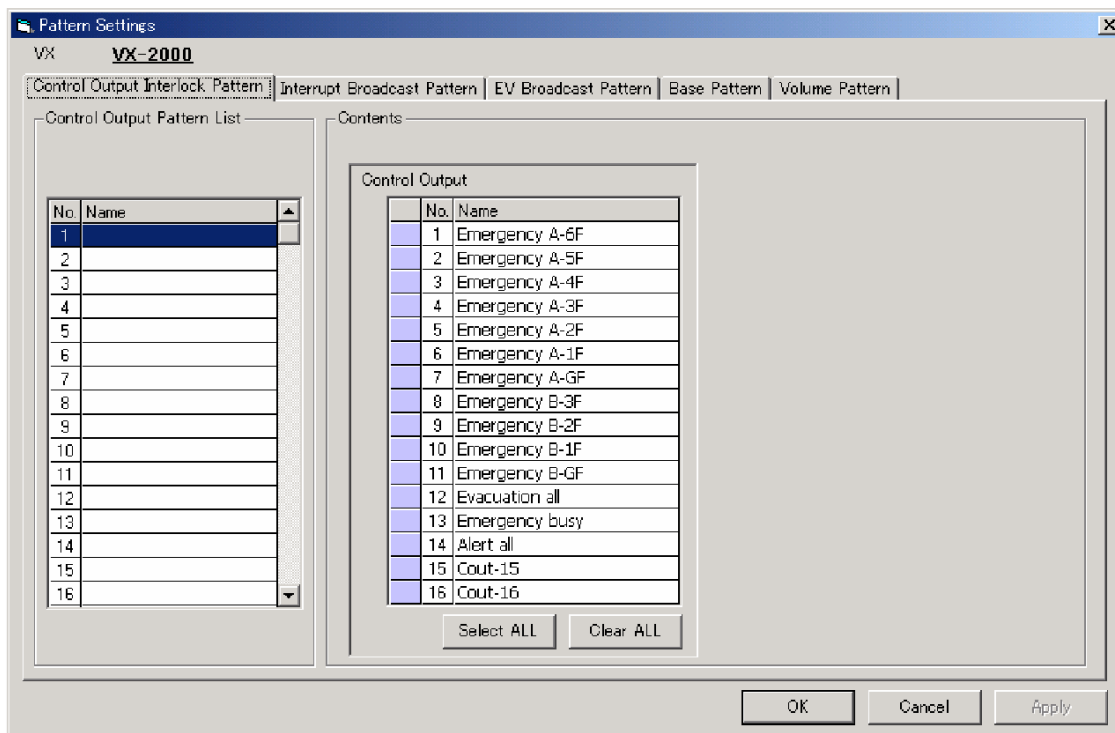 Pattern Settings
VX VX-2000
Control Output Interlock Pattern Interrupt Broadcast Pattern EV Broadcast Pattern Base Pattern Volume Pattern
Control Output Pattern List
No. Name
1
2
3
4
5
6
7
8
9
10
11
12
13
14
15
16
Contents
Control Output
No. Name
1 Emergency A-6F
2 Emergency A-5F
3 Emergency A-4F
4 Emergency A-3F
5 Emergency A-2F
6 Emergency A-1F
7 Emergency A-GF
8 Emergency B-3F
9 Emergency B-2F
10 Emergency B-1F
11 Emergency B-GF
12 Evacuation all
13 Emergency busy
14 Alert all
15 Cout-15
16 Cout-16
Select ALL Clear ALL
OK Cancel Apply